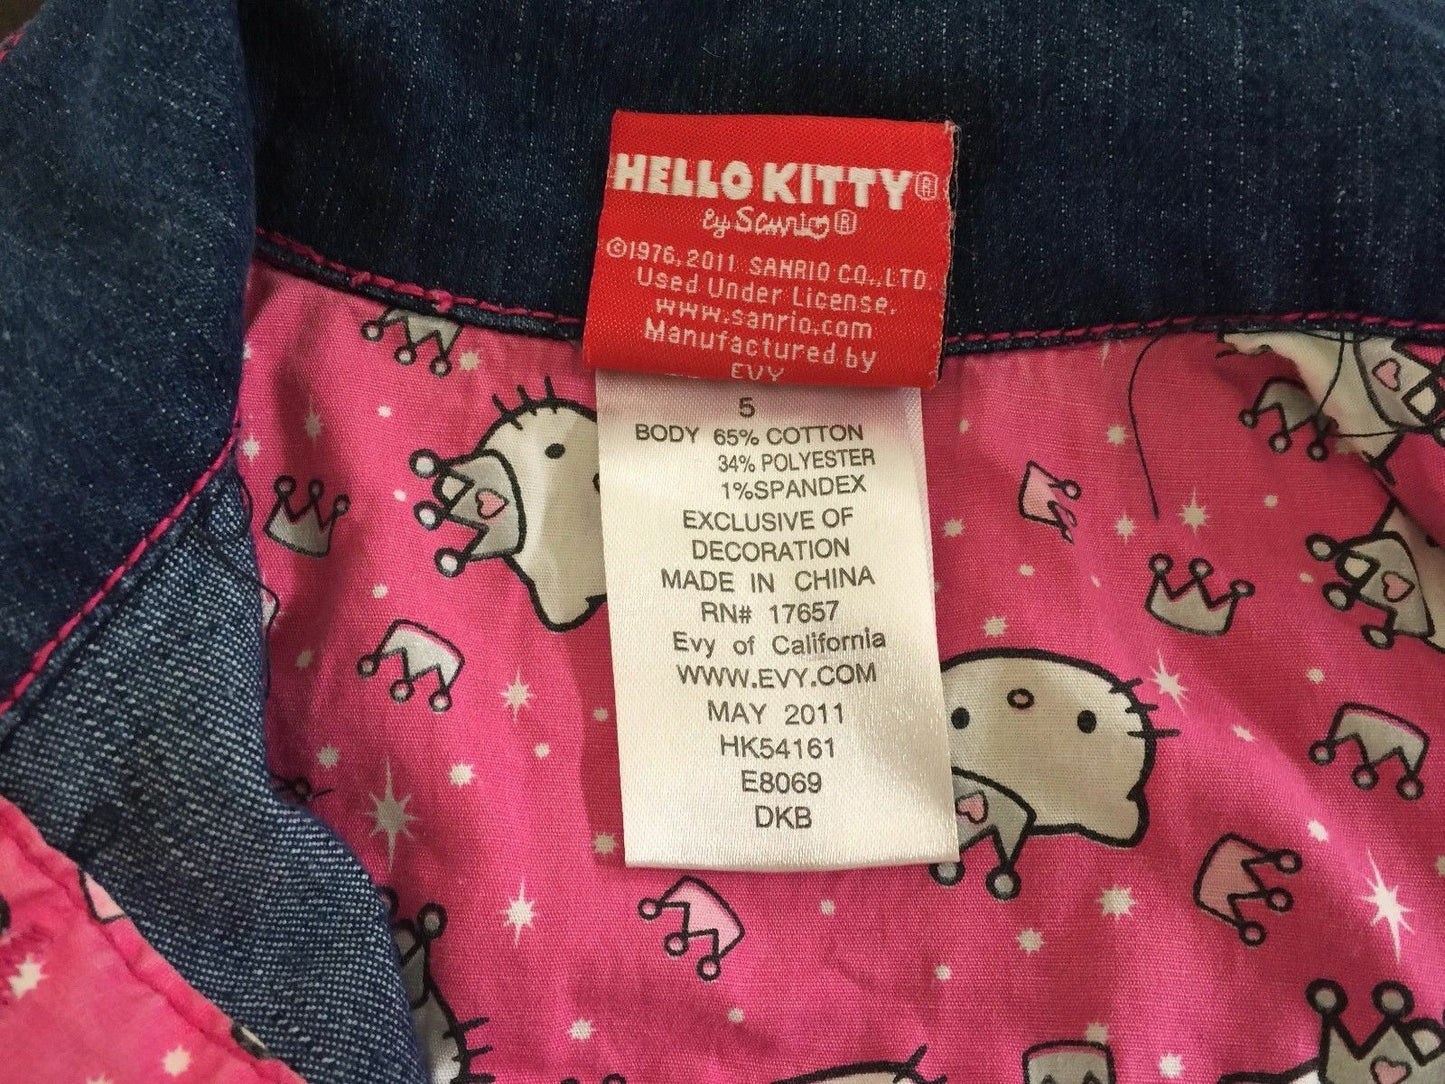 HELLO KITTY®
by Sanrio®
©1976, 2011 SANRIO CO., LTD.
Used Under License.
www.sanrio.com
Manufactured by
EVY
5
BODY 65% COTTON
34% POLYESTER
1%SPANDEX
EXCLUSIVE OF
DECORATION
MADE IN CHINA
RN# 17657
Evy of California
WWW.EVY.COM
MAY 2011
HK54161
E8069
DKB